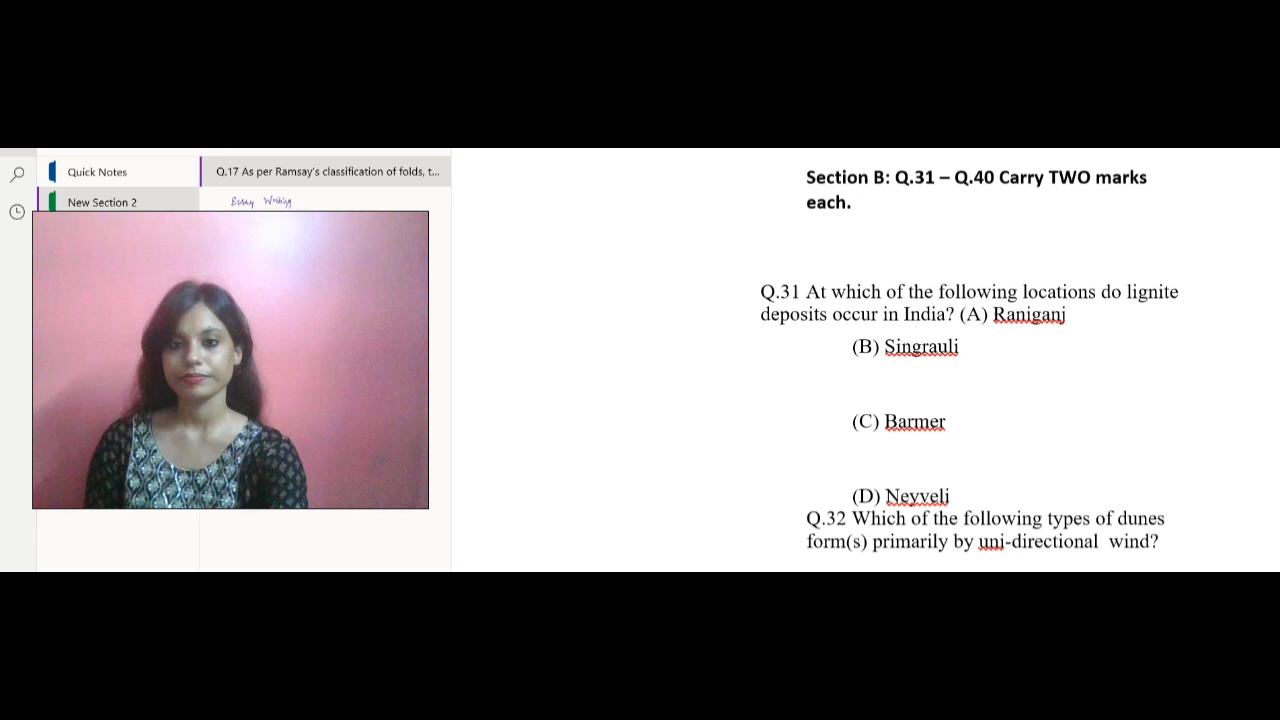 Quick Notes
Q.17 As per Ramsay's classification of folds, t...
New Section 2
Essay Writing
Section B: Q.31 – Q.40 Carry TWO marks
each.
Q.31 At which of the following locations do lignite
deposits occur in India? (A) Raniganj
(B) Singrauli
(C) Barmer
(D) Neyveli
Q.32 Which of the following types of dunes
form(s) primarily by uni-directional wind?